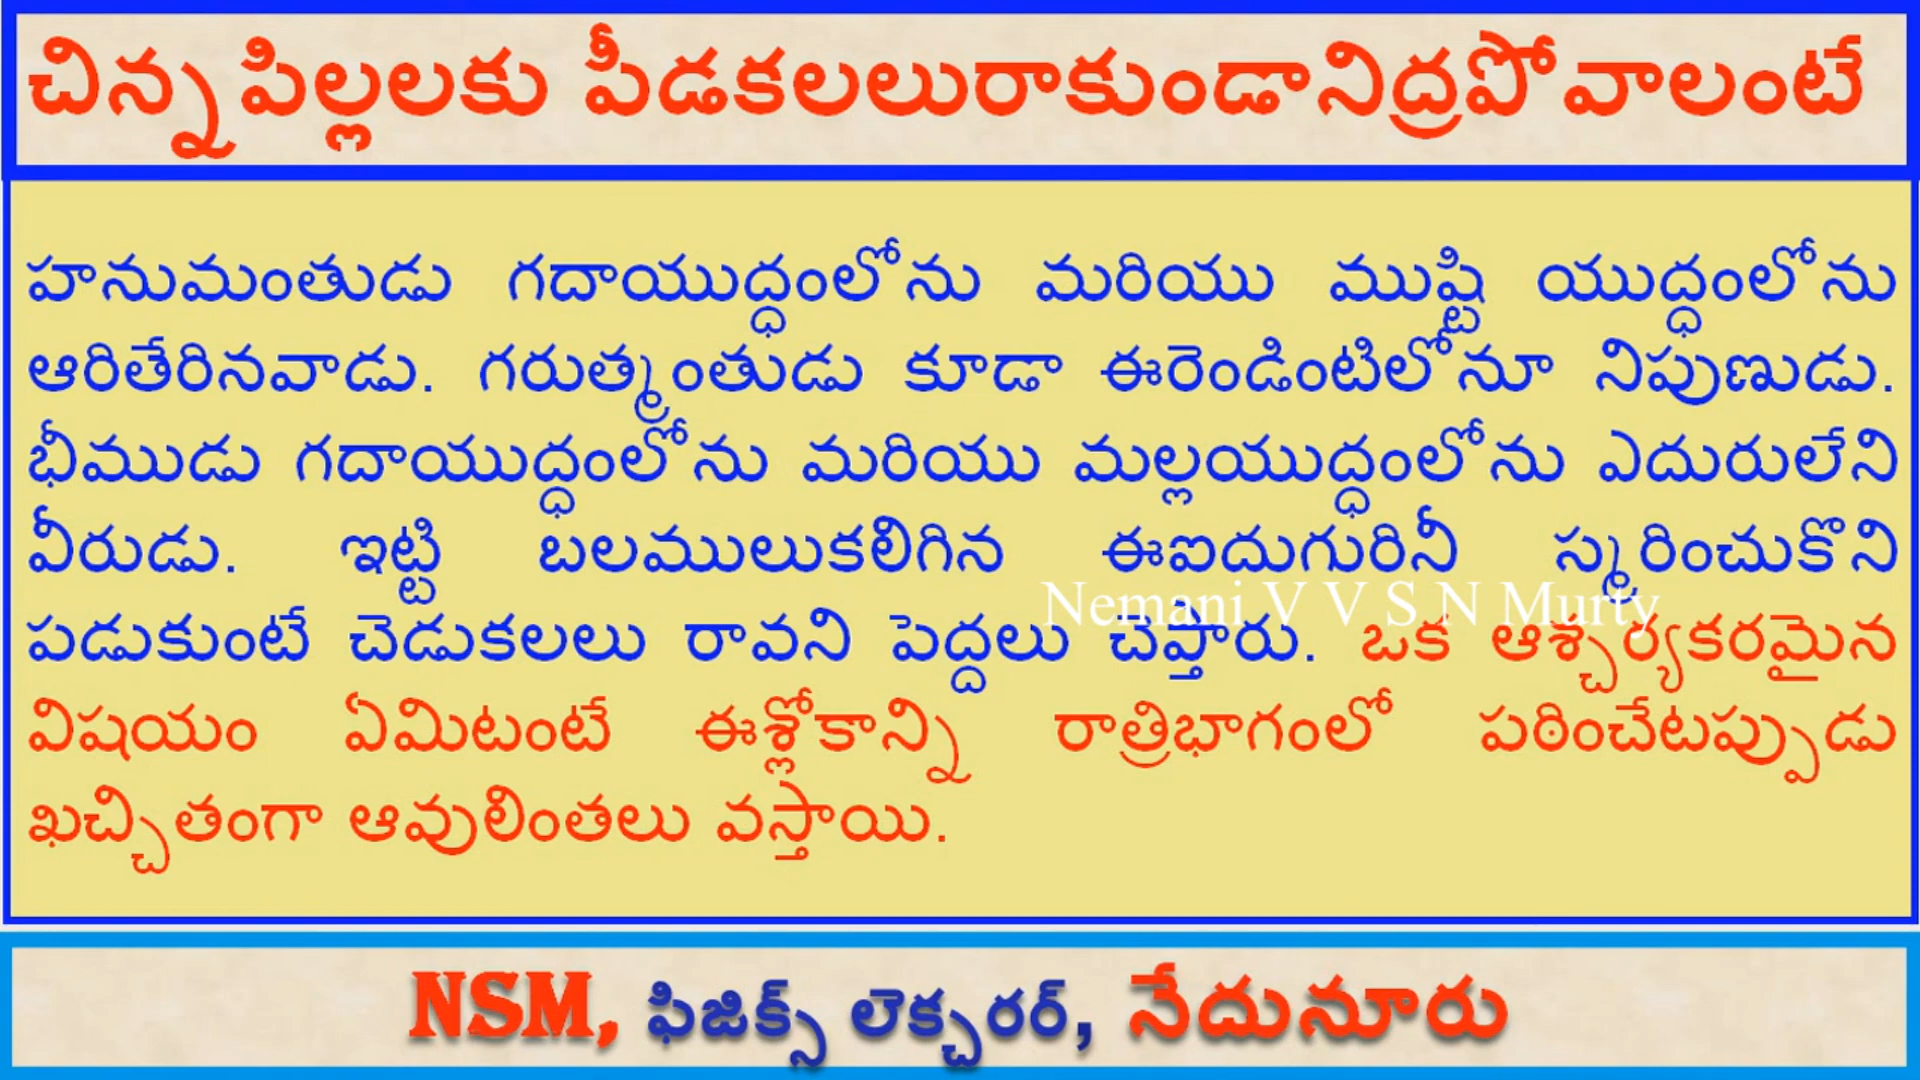 చిన్నపిల్లలకు పీడకలలురాకుండానిద్రపోవాలంటే
హనుమంతుడు గదాయుద్ధంలోను మరియు ముష్టి యుద్ధంలోను
ఆరితేరినవాడు. గరుత్మ్రంతుడు కూడా ఈరెండింటిలోనూ నిపుణుడు.
భీముడు గదాయుద్ధంలోను మరియు మల్లయుద్ధంలోను ఎదురులేని
వీరుడు. ఇట్టి బలములుకలిగిన ఈఐదుగురినీ స్మరించుకొని
Nemani V V S N Murty
పడుకుంటే చెడుకలలు రావని పెద్దలు చెప్తారు. ఒక ఆశ్చర్యకరమైన
విషయం ఏమిటంటే ఈశ్లోకాన్ని రాత్రిభాగంలో పఠించేటప్పుడు
ఖచ్చితంగా ఆవులింతలు వస్తాయి.
NSM, ఫిజిక్స్ లెక్చరర్, నేదునూరు